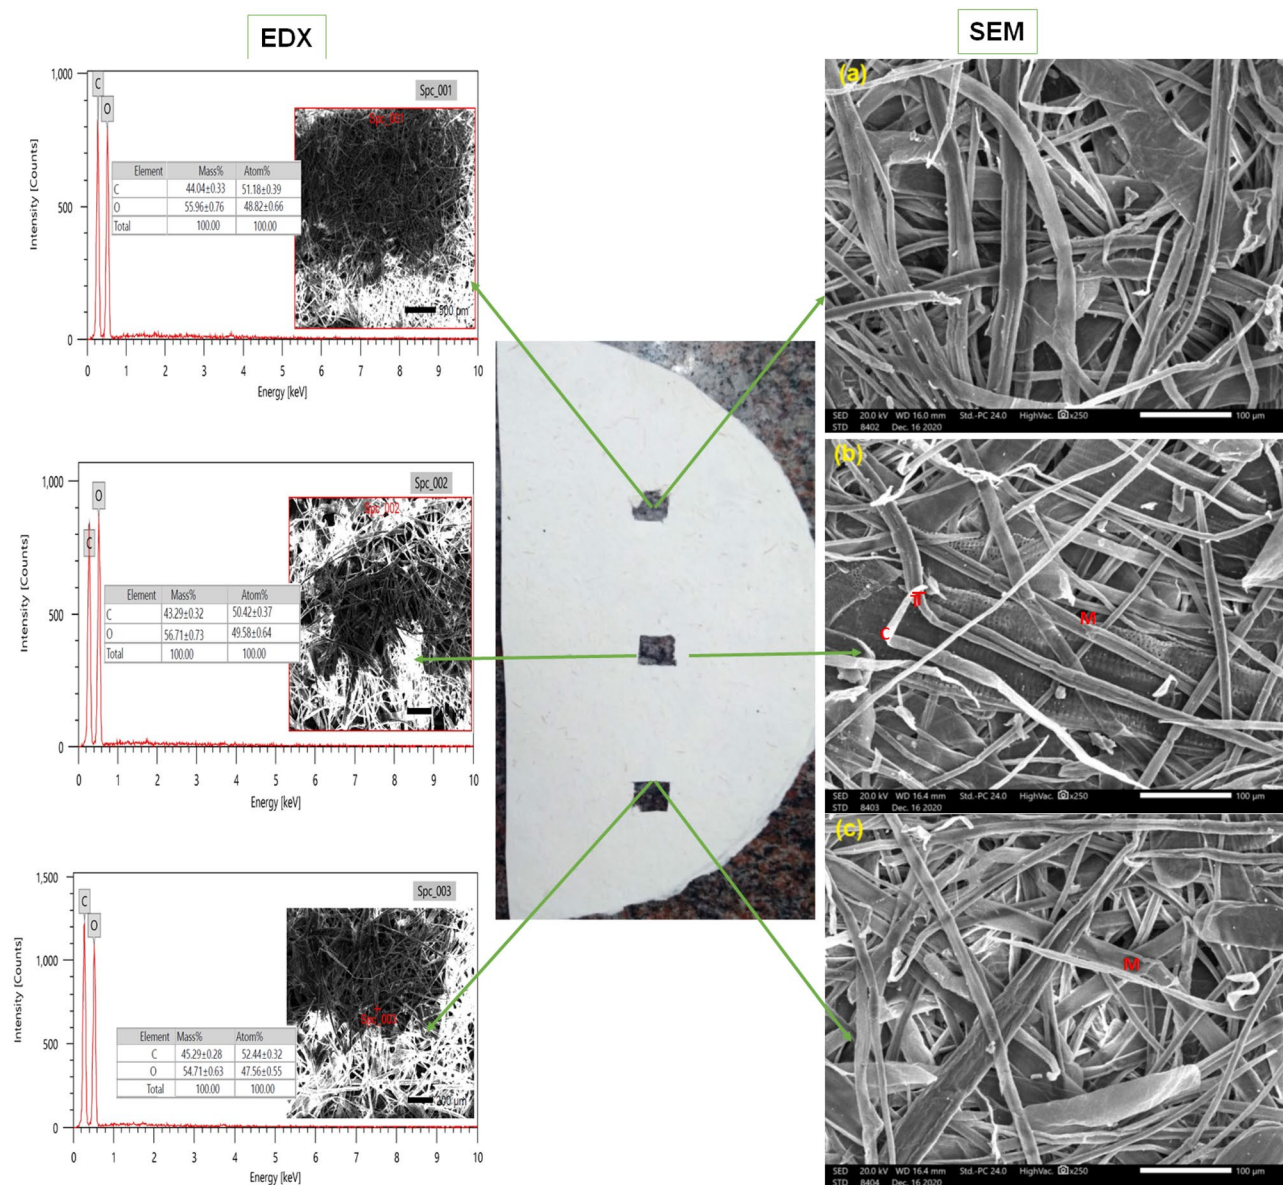 EDX
SEM
1,000
500
0
Intensity [Counts]
C
O
Spc_001
Spc_001
Element Mass% Atom%
C 44.04±0.33 51.18±0.39
O 55.96±0.76 48.82±0.66
Total 100.00 100.00
500 µm
0 1 2 3 4 5 6 7 8 9 10
Energy [keV]
(a)
SED 20.0 kV WD 16.0 mm Std.-PC 24.0 HighVac. x250 100 µm
STD 8402 Dec. 16 2020
1,000
500
0
Intensity [Counts]
O
C
Spc_002
Spc_002
Element Mass% Atom%
C 43.29±0.32 50.42±0.37
O 56.71±0.73 49.58±0.64
Total 100.00 100.00
0 1 2 3 4 5 6 7 8 9 10
Energy [keV]
(b)
M
C
SED 20.0 kV WD 16.4 mm Std.-PC 24.0 HighVac. x250 100 µm
STD 8403 Dec. 16 2020
1,500
1,000
500
0
Intensity [Counts]
C
O
Spc_003
Spc_003
Element Mass% Atom%
C 45.29±0.28 52.44±0.32
O 54.71±0.63 47.56±0.55
Total 100.00 100.00
200 µm
0 1 2 3 4 5 6 7 8 9 10
Energy [keV]
(c)
M
SED 20.0 kV WD 16.4 mm Std.-PC 24.0 HighVac. x250 100 µm
STD 8404 Dec. 16 2020